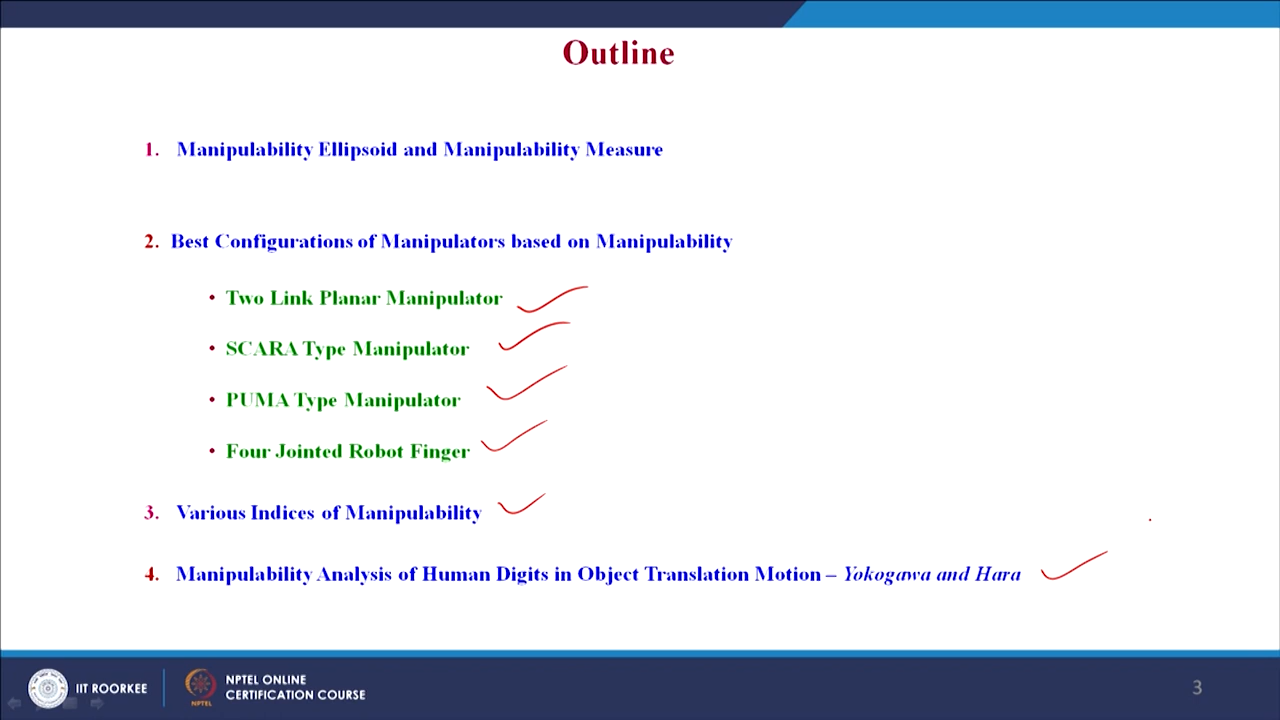 Outline
1. Manipulability Ellipsoid and Manipulability Measure
2. Best Configurations of Manipulators based on Manipulability
• Two Link Planar Manipulator
• SCARA Type Manipulator
• PUMA Type Manipulator
• Four Jointed Robot Finger
3. Various Indices of Manipulability
4. Manipulability Analysis of Human Digits in Object Translation Motion – Yokogawa and Hara
IIT ROORKEE
NPTEL
NPTEL ONLINE
CERTIFICATION COURSE
3